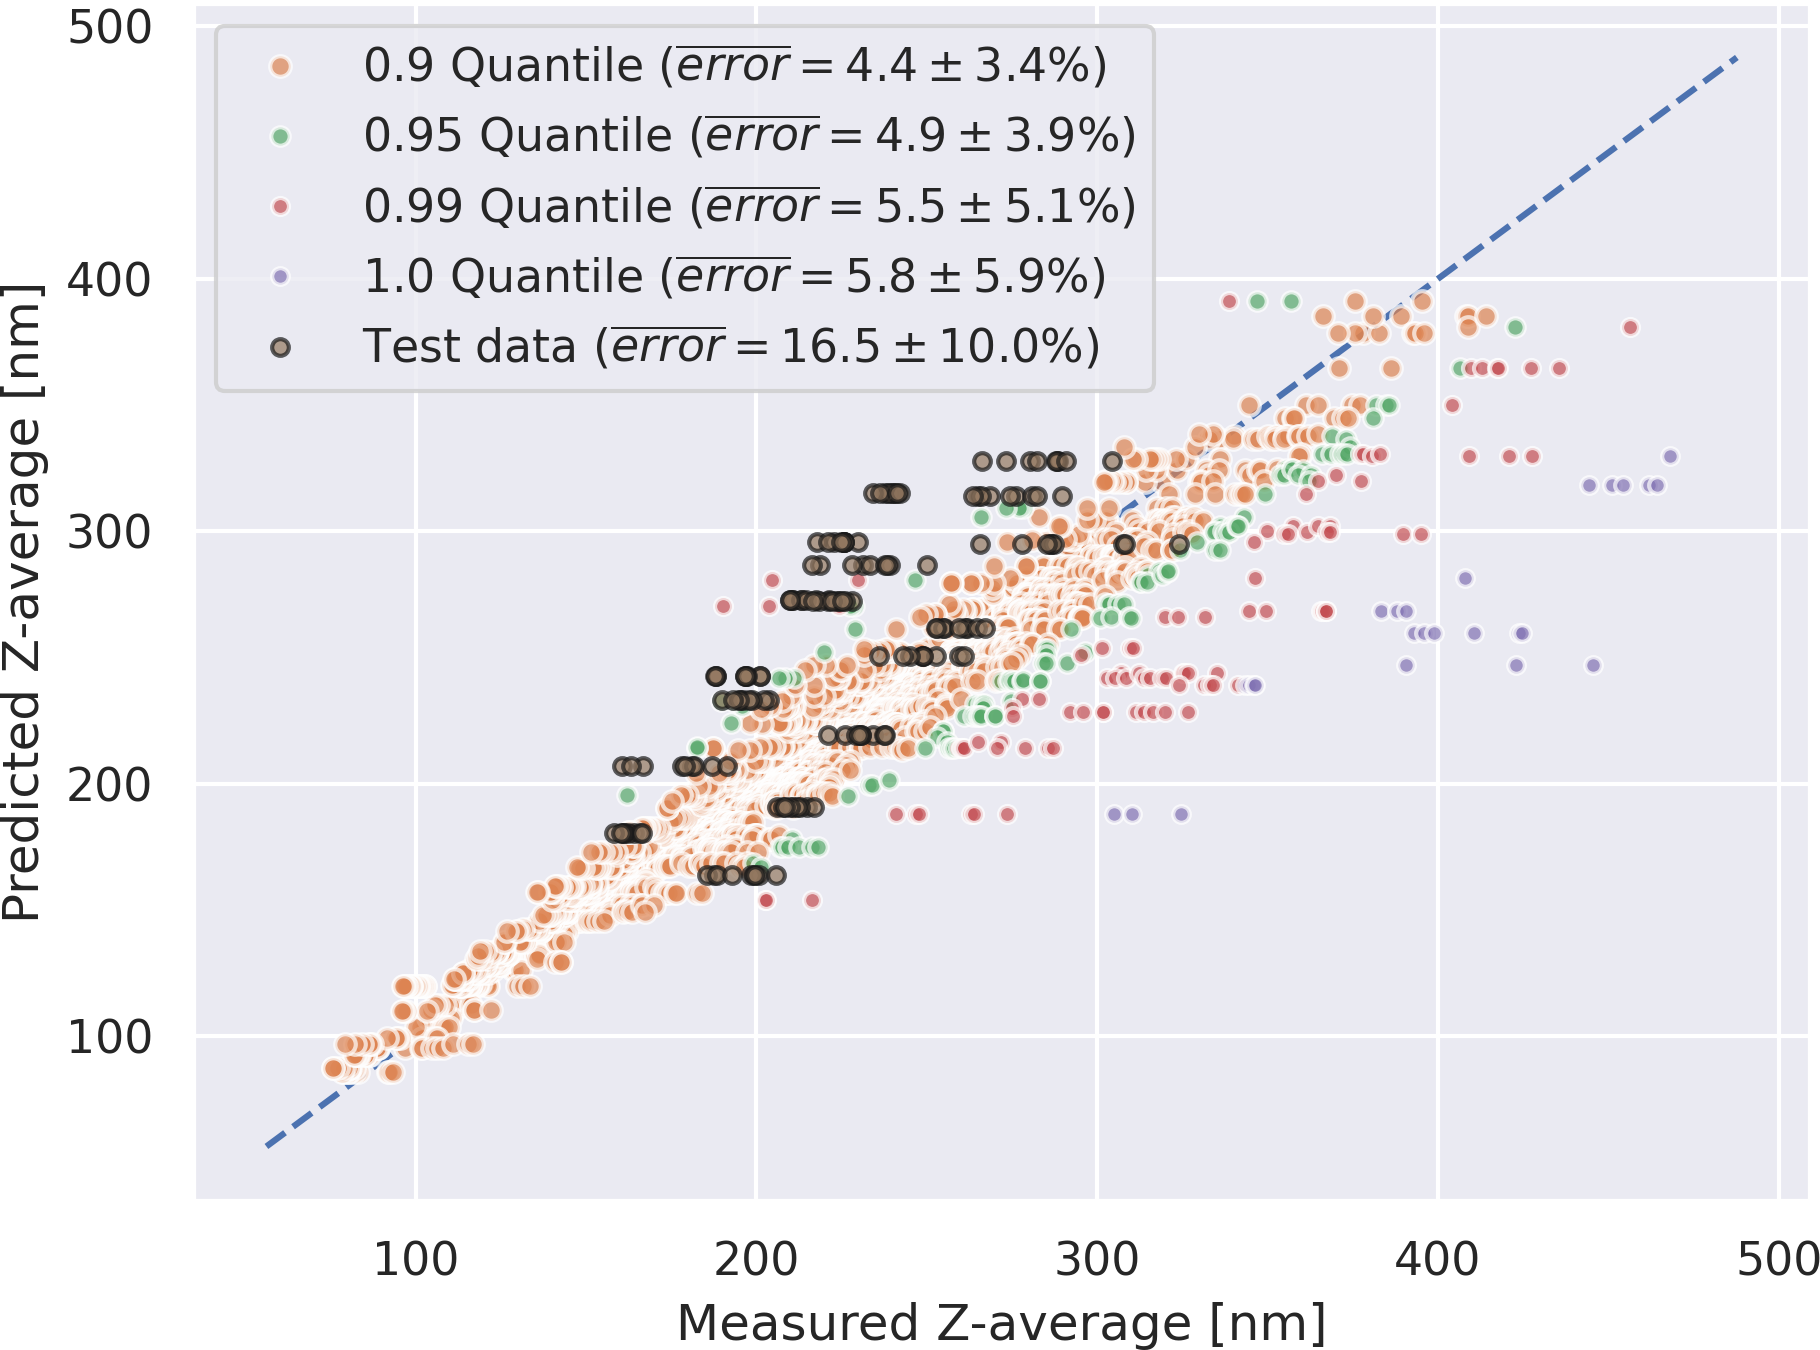 500
400
300
200
100
Predicted Z-average [nm]
0.9 Quantile (error = 4.4 ± 3.4%)
0.95 Quantile (error = 4.9 ± 3.9%)
0.99 Quantile (error = 5.5 ± 5.1%)
1.0 Quantile (error = 5.8 ± 5.9%)
Test data (error = 16.5 ± 10.0%)
100 200 300 400 500
Measured Z-average [nm]